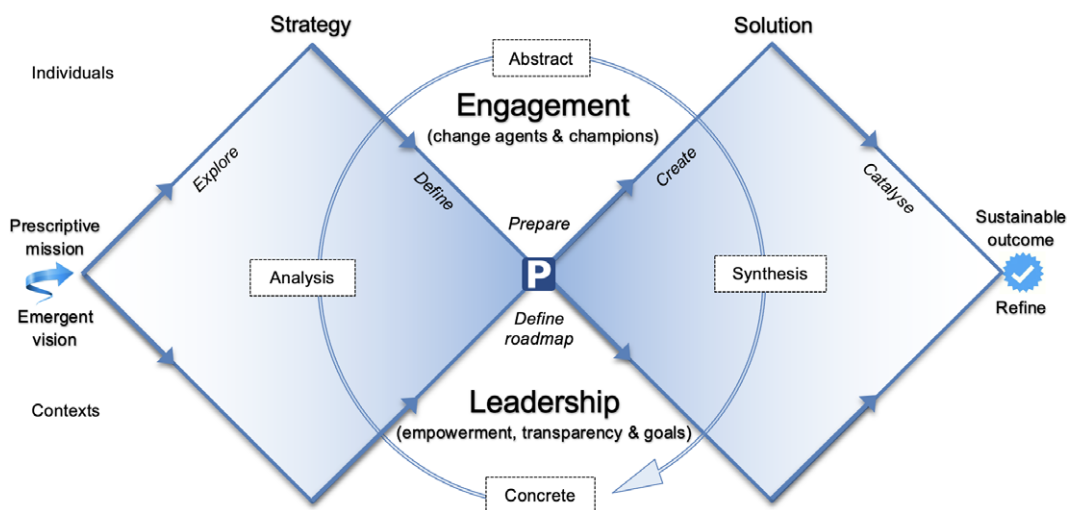 Strategy
Solution
Individuals
Abstract
Engagement
(change agents & champions)
Explore
Define
Create
Catalyse
Prescriptive
mission
Prepare
Sustainable
outcome
Analysis
P
Synthesis
Emergent
vision
Define
roadmap
Refine
Contexts
Leadership
(empowerment, transparency & goals)
Concrete